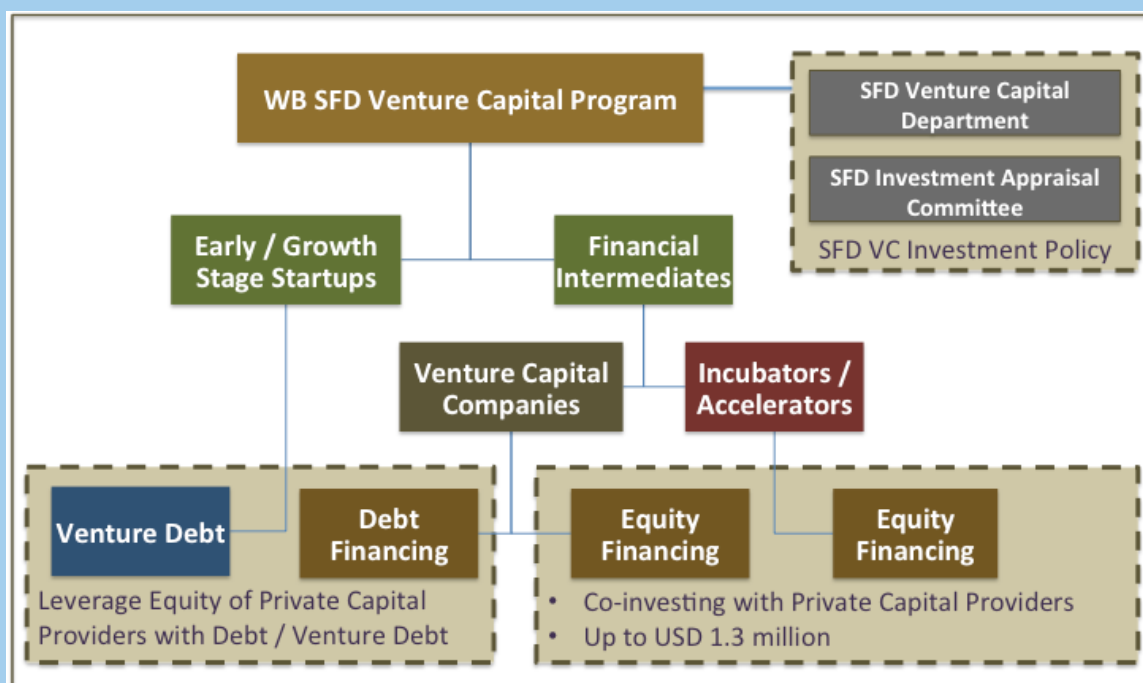 WB SFD Venture Capital Program
SFD Venture Capital
Department
SFD Investment Appraisal
Committee
SFD VC Investment Policy
Early / Growth
Stage Startups
Financial
Intermediates
Venture Capital
Companies
Incubators /
Accelerators
Venture Debt
Debt
Financing
Leverage Equity of Private Capital
Providers with Debt / Venture Debt
Equity
Financing
Equity
Financing
• Co-investing with Private Capital Providers
• Up to USD 1.3 million